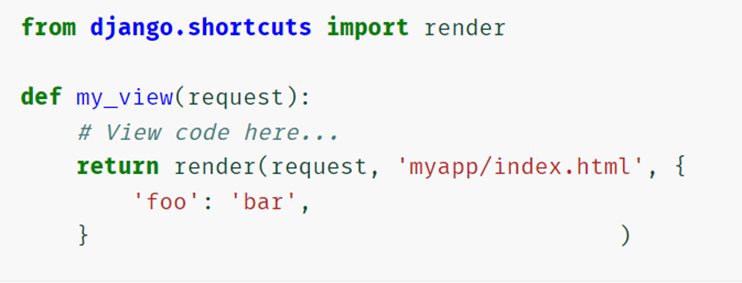 from django.shortcuts import render
def my_view(request):
    # View code here...
    return render(request, 'myapp/index.html', {
        'foo': 'bar',
    }                                       )